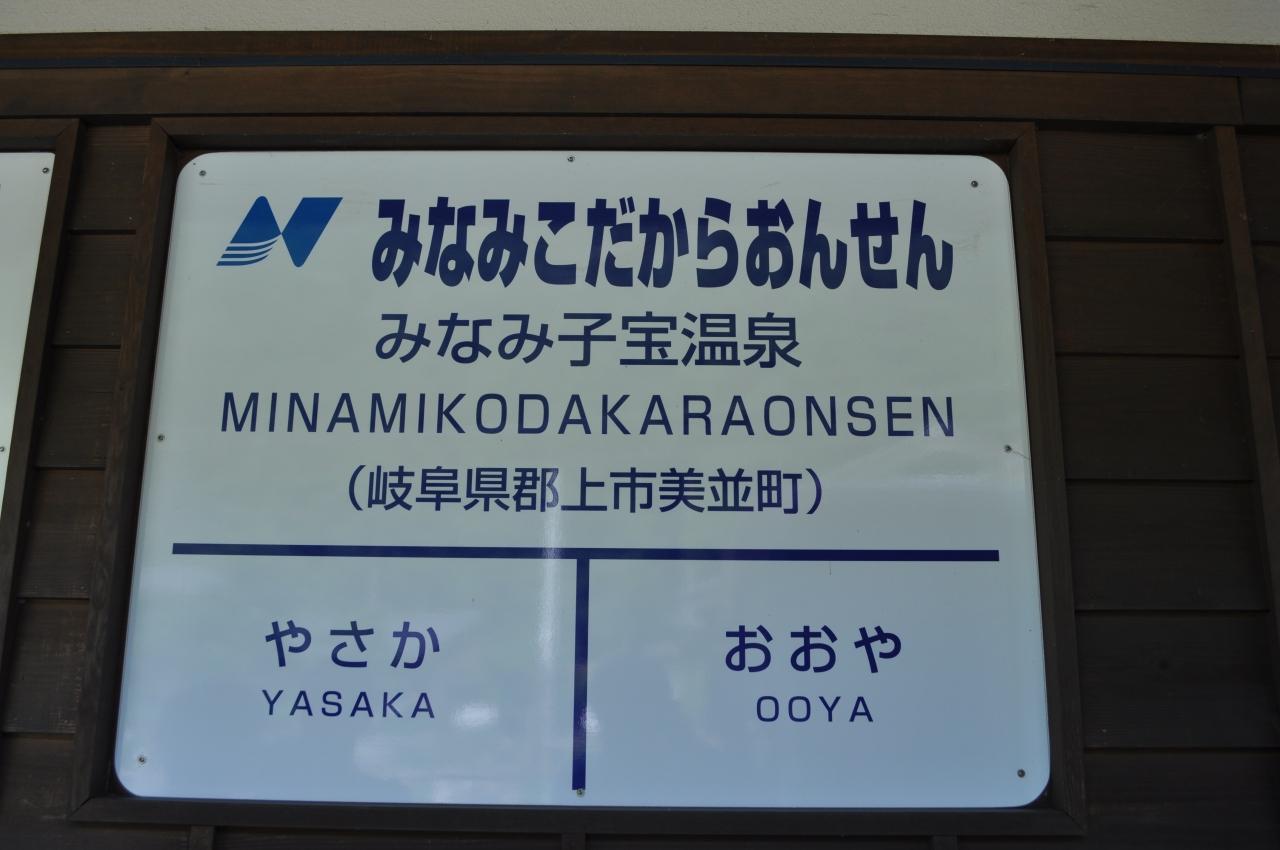 みなみこだからおんせん
みなみ子宝温泉
MINAMIKODAKARAONSEN
（岐阜県郡上市美並町）
やさか
YASAKA
おおや
OOYA